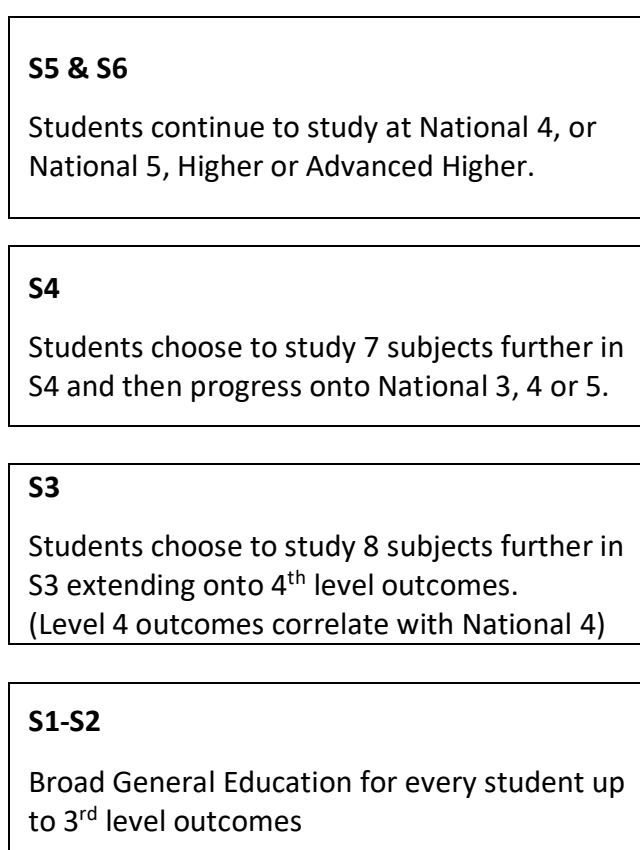 S5 & S6
Students continue to study at National 4, or
National 5, Higher or Advanced Higher.
S4
Students choose to study 7 subjects further in
S4 and then progress onto National 3, 4 or 5.
S3
Students choose to study 8 subjects further in
S3 extending onto 4th level outcomes.
(Level 4 outcomes correlate with National 4)
S1-S2
Broad General Education for every student up
to 3rd level outcomes